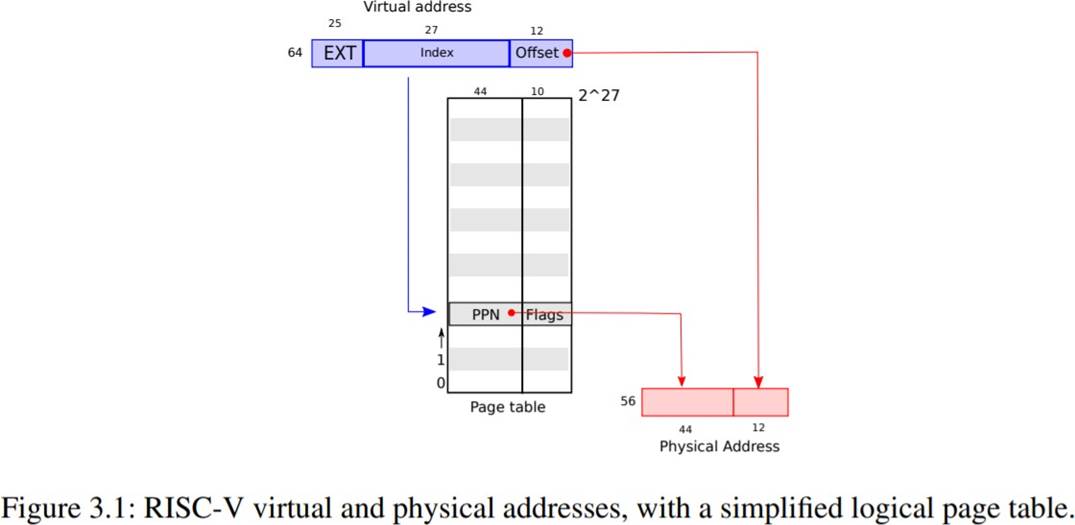 Virtual address
25
27
12
64
EXT
Index
Offset
44
10
2^27
PPN
Flags
1
0
Page table
56
44
12
Physical Address
Figure 3.1: RISC-V virtual and physical addresses, with a simplified logical page table.